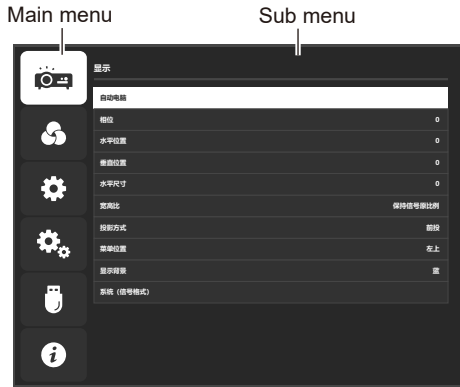 Main menu
Sub menu
显示
自动电脑
相位 0
水平位置 0
垂直位置 0
水平尺寸 0
宽高比 保持信号原比例
投影方式 前投
菜单位置 左上
显示背景 蓝
系统（信号格式）